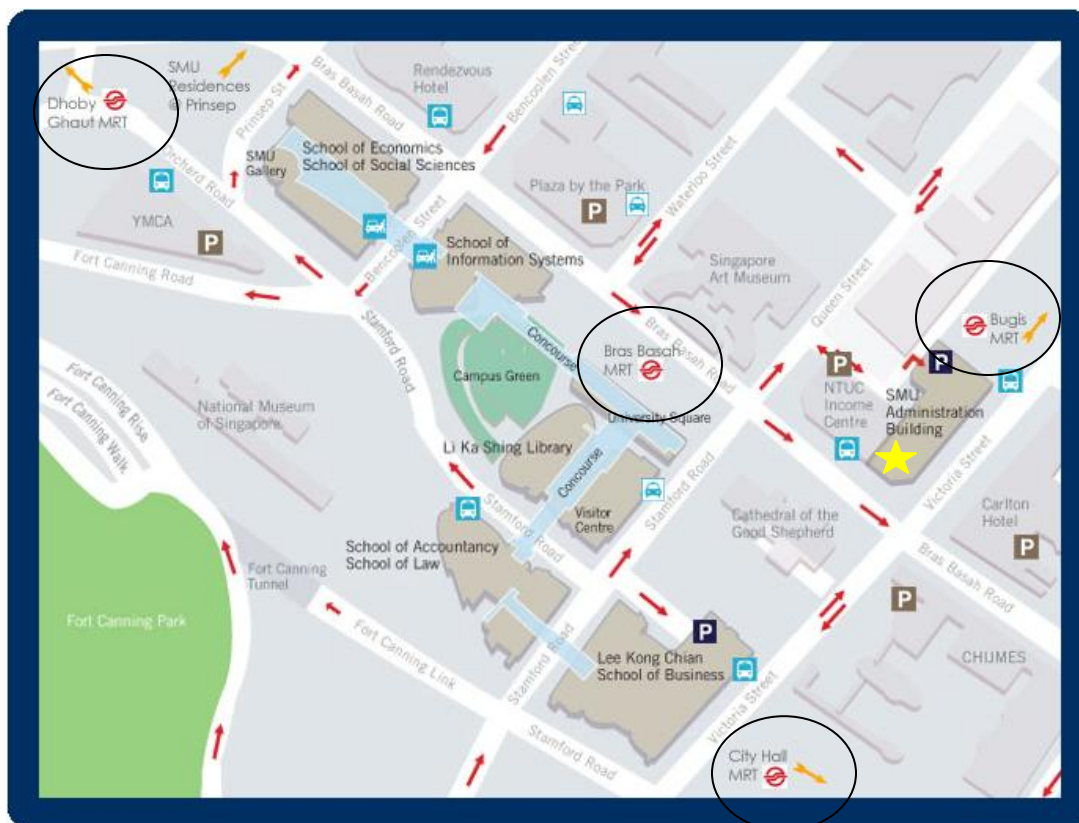 SMU
Residences
@ Prinsep
Dhoby
Ghaut MRT
Prinsep St
Bras Basah Road
Rendezvous
Hotel
Bencoolen Street
Orchard Road
SMU
Gallery
School of Economics
School of Social Sciences
YMCA
P
Fort Canning Road
Bencoolen Street
School of
Information Systems
Plaza by the Park
P
Waterloo Street
Singapore
Art Museum
Queen Street
Bugis
MRT
Stamford Road
Concourse
Bras Basah
MRT
Bras Basah Road
Campus Green
P
NTUC
Income
Centre
P
SMU
Administration
Building
Fort Canning Rise
Fort Canning Walk
National Museum
of Singapore
University Square
Li Ka Shing Library
Concourse
Victoria Street
Visitor
Centre
Stamford Road
Stamford Road
Cathedral of the
Good Shepherd
Carlton
Hotel
P
School of Accountancy
School of Law
Fort Canning
Tunnel
Bras Basah Road
P
Fort Canning Park
Fort Canning Link
P
Stamford Road
Lee Kong Chian
School of Business
CHIJMES
Victoria Street
Stamford Road
City Hall
MRT